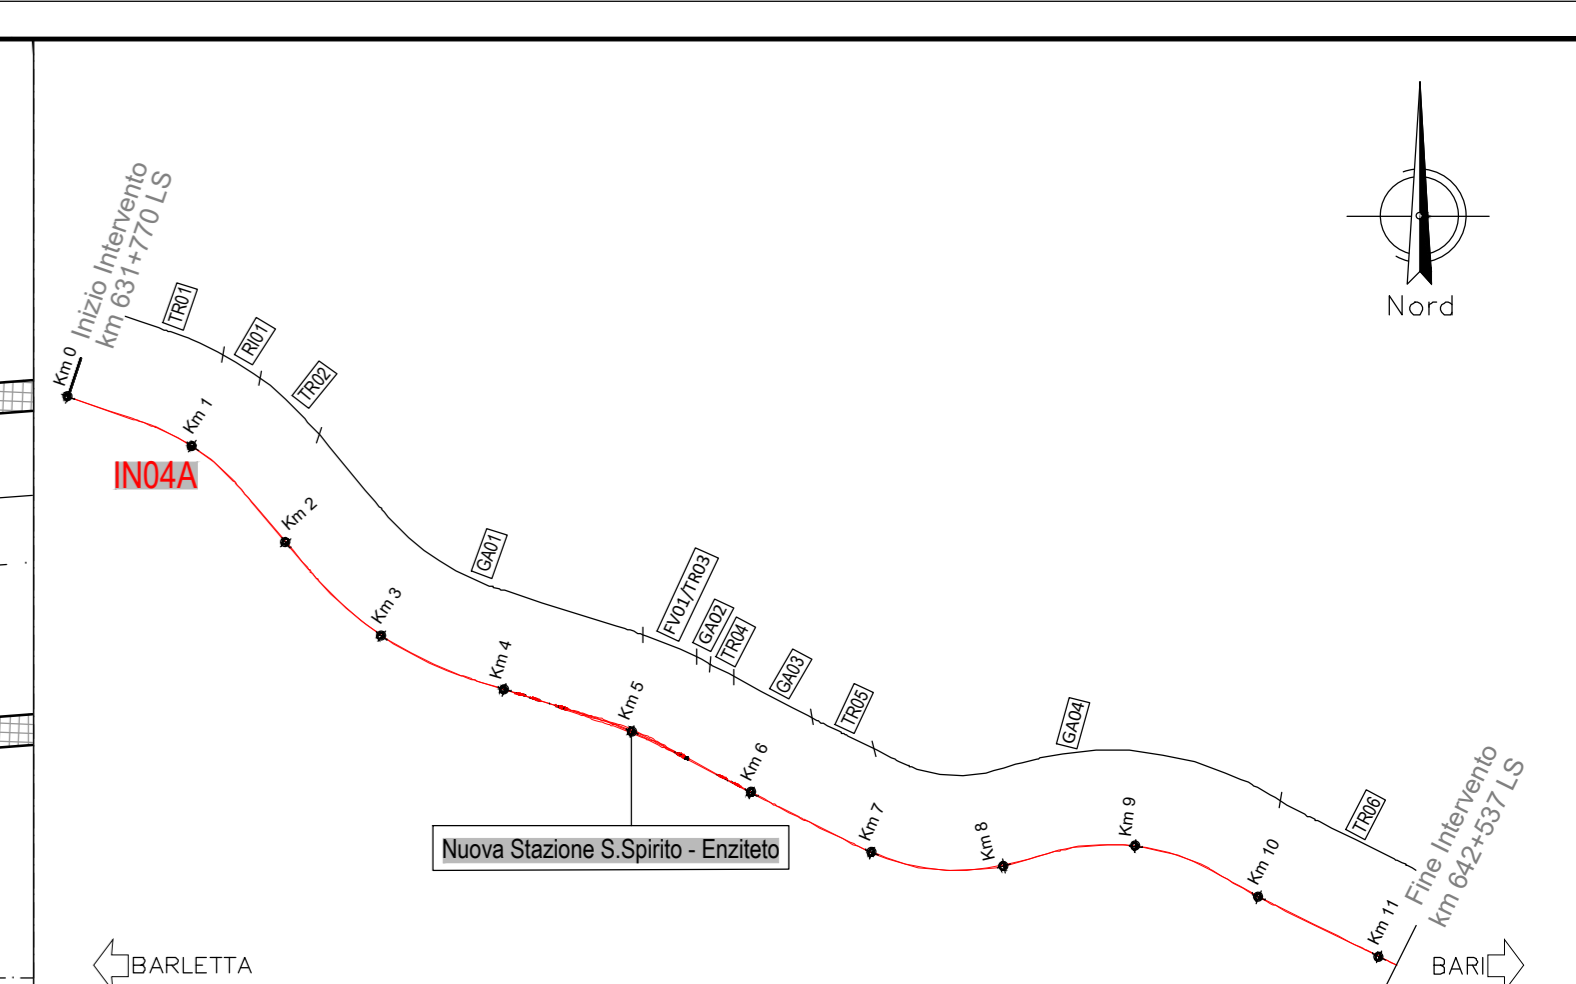 Nord
Inizio Intervento
km 631+770 LS
TR01
RI01
TR02
GA01
FV01/TR03
GA02
TR04
GA03
TR05
GA04
TR06
Km 0
Km 1
IN04A
Km 2
Km 3
Km 4
Km 5
Km 6
Km 7
Km 8
Km 9
Km 10
Km 11
Nuova Stazione S.Spirito - Enziteto
Fine Intervento
km 642+537 LS
BARLETTA
BARI